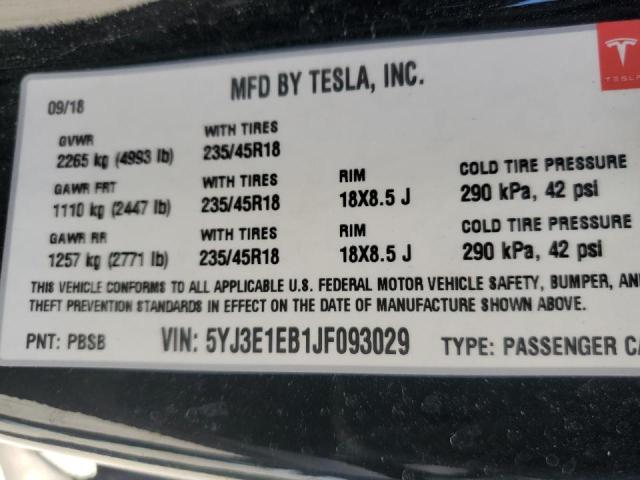 TESLA
MFD BY TESLA, INC.
09/18
GVWR WITH TIRES
2265 kg (4993 lb) 235/45R18
GAWR FRT WITH TIRES RIM COLD TIRE PRESSURE
1110 kg (2447 lb) 235/45R18 18X8.5 J 290 kPa, 42 psi
GAWR RR WITH TIRES RIM COLD TIRE PRESSURE
1257 kg (2771 lb) 235/45R18 18X8.5 J 290 kPa, 42 psi
THIS VEHICLE CONFORMS TO ALL APPLICABLE U.S. FEDERAL MOTOR VEHICLE SAFETY, BUMPER, AN
THEFT PREVENTION STANDARDS IN EFFECT ON THE DATE OF MANUFACTURE SHOWN ABOVE.
PNT: PBSB VIN: 5YJ3E1EB1JF093029 TYPE: PASSENGER CA